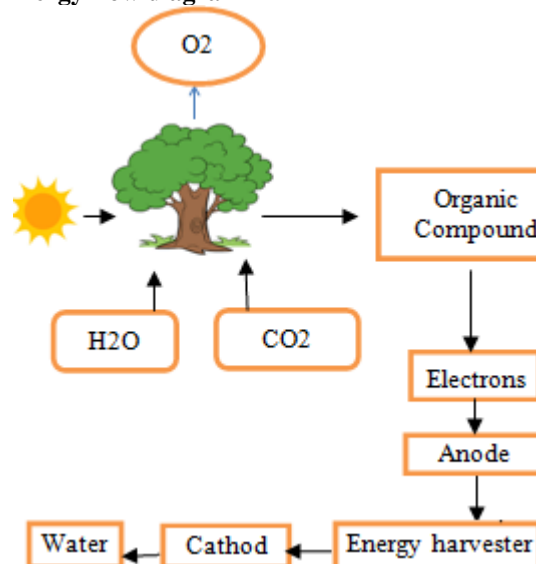 O2
Organic
Compound
H2O
CO2
Electrons
Anode
Energy harvester
Cathod
Water